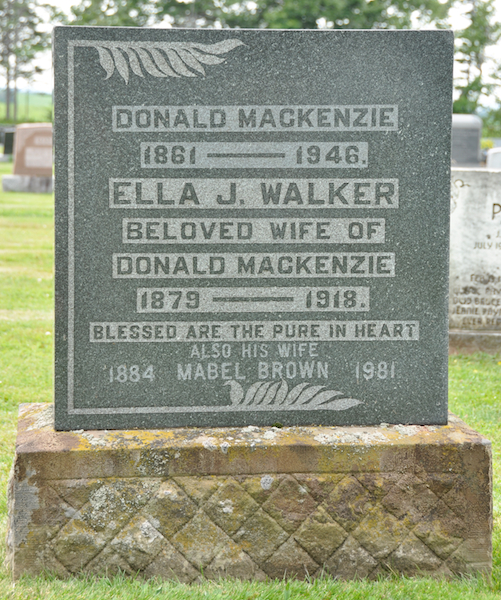 DONALD MACKENZIE
1861 — 1946.
ELLA J. WALKER
BELOVED WIFE OF
DONALD MACKENZIE
1879 — 1918.
BLESSED ARE THE PURE IN HEART
ALSO HIS WIFE
1884 MABEL BROWN 1981